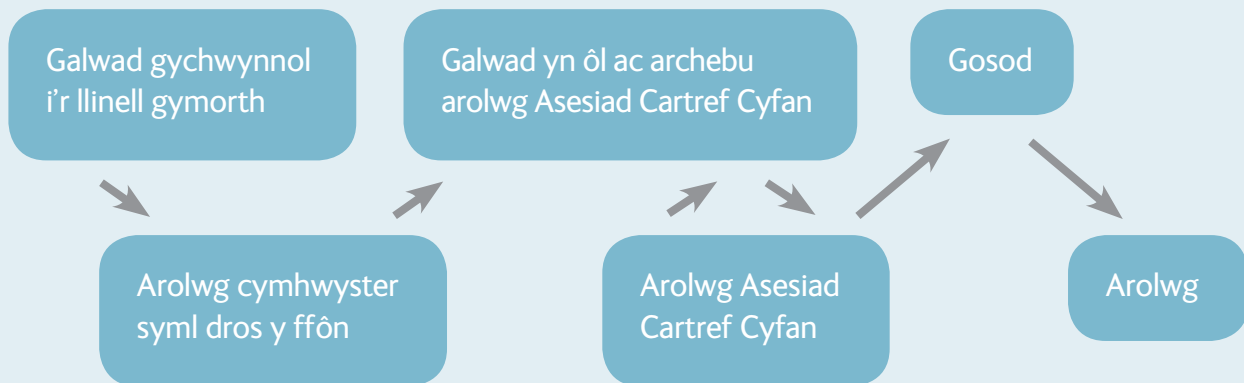 Galwad gychwynnol
i'r llinell gymorth
Arolwg cymhwyster
syml dros y ffôn
Galwad yn ôl ac archebu
arolwg Asesiad Cartref Cyfan
Arolwg Asesiad
Cartref Cyfan
Gosod
Arolwg